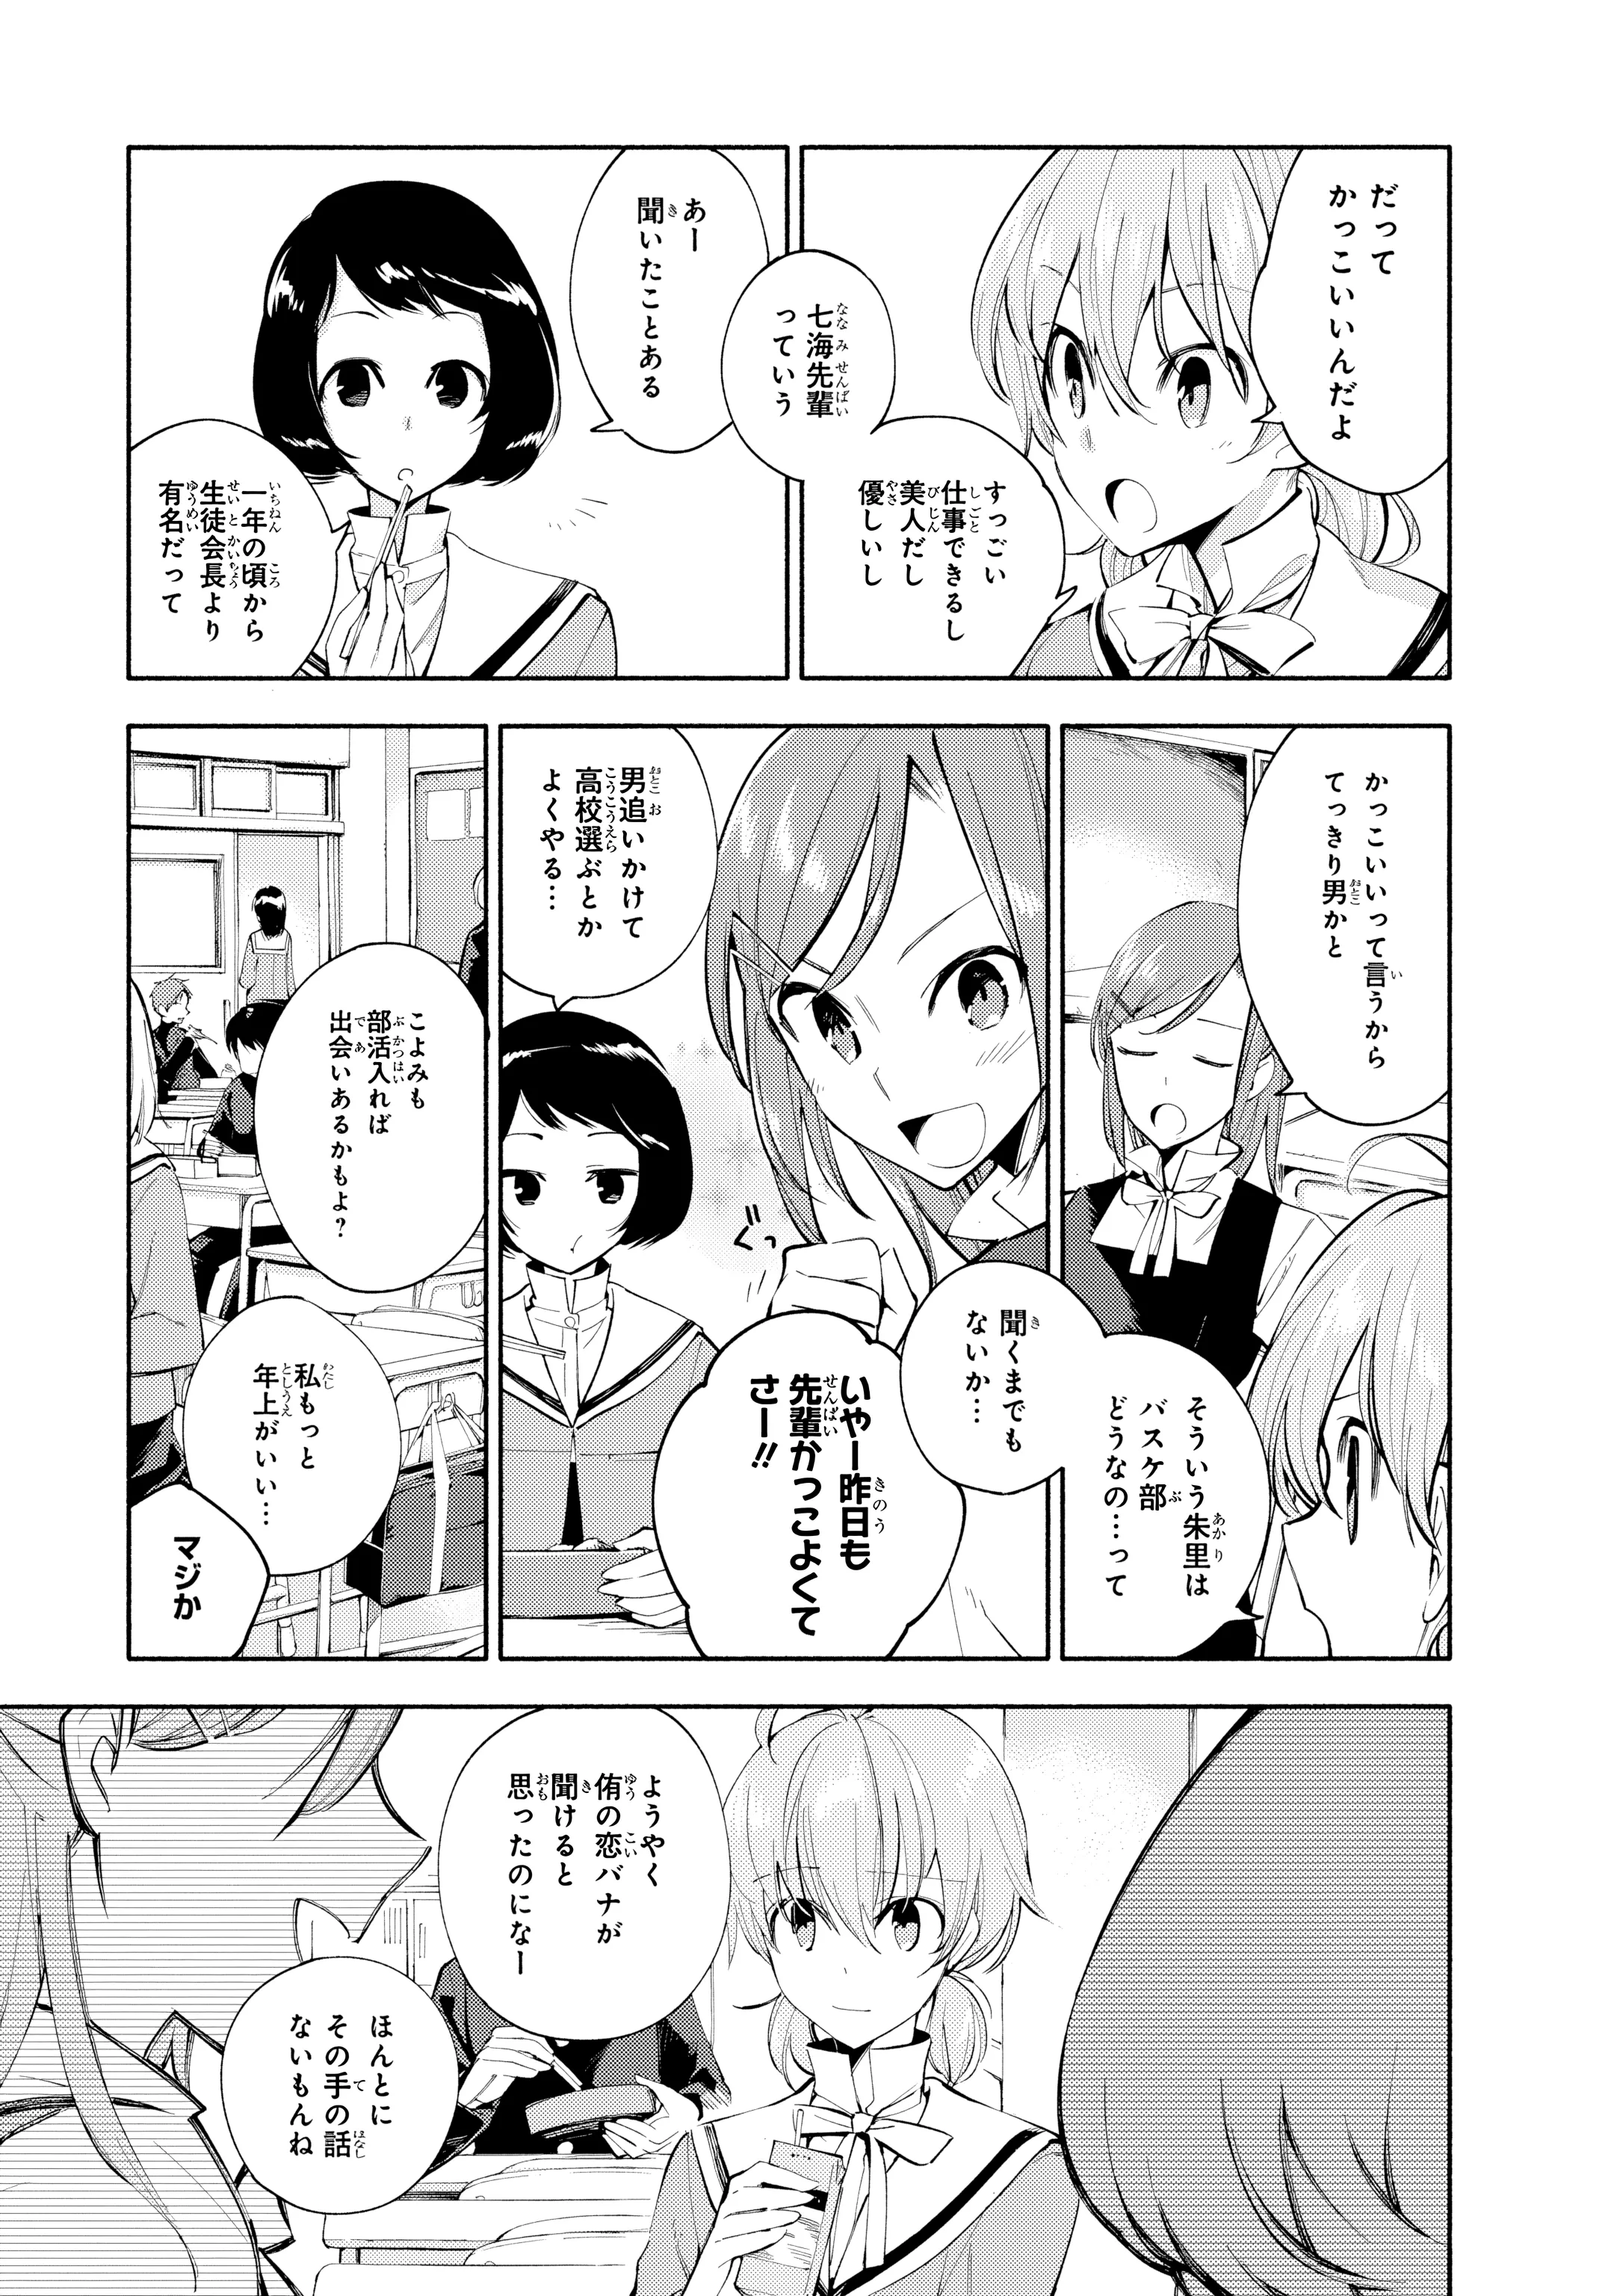 だって
かっこいいんだよ
すっごい
仕事できるし
美人だし
優しいし
七海先輩
っていう
あー
聞いたことある
一年の頃から
生徒会長より
有名だって
かっこいいって言うから
てっきり男かと
そういう朱里は
バスケ部
どうなの…って
聞くまでも
ないか…
いやー昨日も
先輩かっこよくて
さー!!
ぐっ
男追いかけて
高校選ぶとか
よくやる…
こよみも
部活入れば
出会いあるかもよ?
私もっと
年上がいい…
マジか
ようやく
侑の恋バナが
聞けると
思ったのになー
ほんとに
その手の話
ないもんね